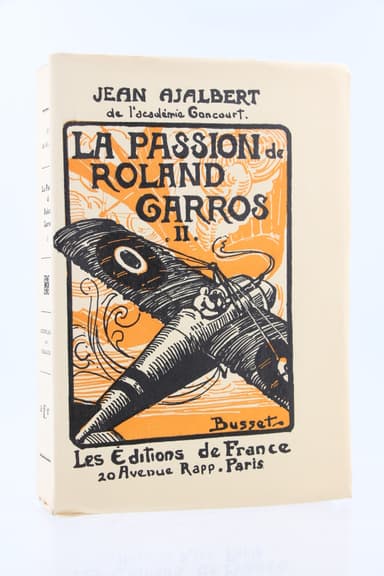 JEAN AJALBERT
de l'académie Goncourt.
LA PASSION de
ROLAND
GARROS
.II.
Busset
Les Éditions de France
20 Avenue Rapp. Paris